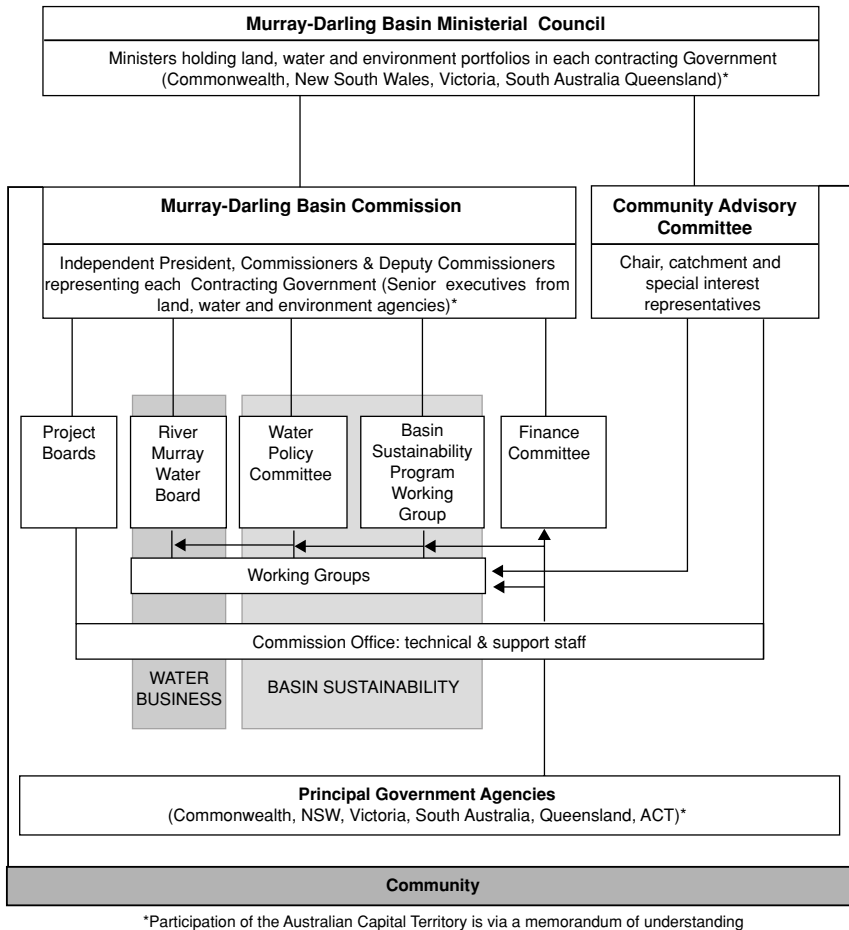 Murray-Darling Basin Ministerial Council
Ministers holding land, water and environment portfolios in each contracting Government
(Commonwealth, New South Wales, Victoria, South Australia Queensland)*
Murray-Darling Basin Commission
Independent President, Commissioners & Deputy Commissioners
representing each Contracting Government (Senior executives from
land, water and environment agencies)*
Community Advisory
Committee
Chair, catchment and
special interest
representatives
Project
Boards
River
Murray
Water
Board
Water
Policy
Committee
Basin
Sustainability
Program
Working
Group
Finance
Committee
Working Groups
Commission Office: technical & support staff
WATER
BUSINESS
BASIN SUSTAINABILITY
Principal Government Agencies
(Commonwealth, NSW, Victoria, South Australia, Queensland, ACT)*
Community
*Participation of the Australian Capital Territory is via a memorandum of understanding